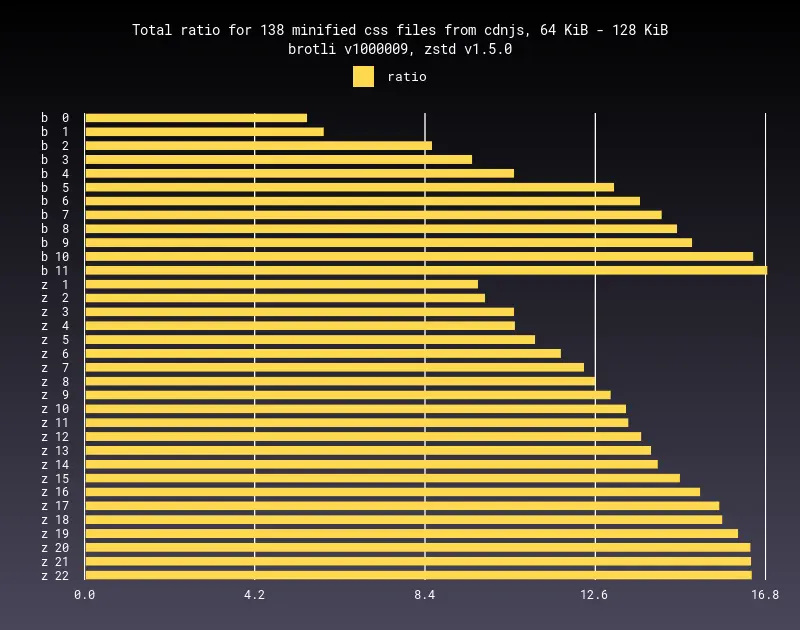 Total ratio for 138 minified css files from cdnjs, 64 KiB - 128 KiB
brotli v1000009, zstd v1.5.0
ratio
b  0
b  1
b  2
b  3
b  4
b  5
b  6
b  7
b  8
b  9
b 10
b 11
z  1
z  2
z  3
z  4
z  5
z  6
z  7
z  8
z  9
z 10
z 11
z 12
z 13
z 14
z 15
z 16
z 17
z 18
z 19
z 20
z 21
z 22
0.0 4.2 8.4 12.6 16.8